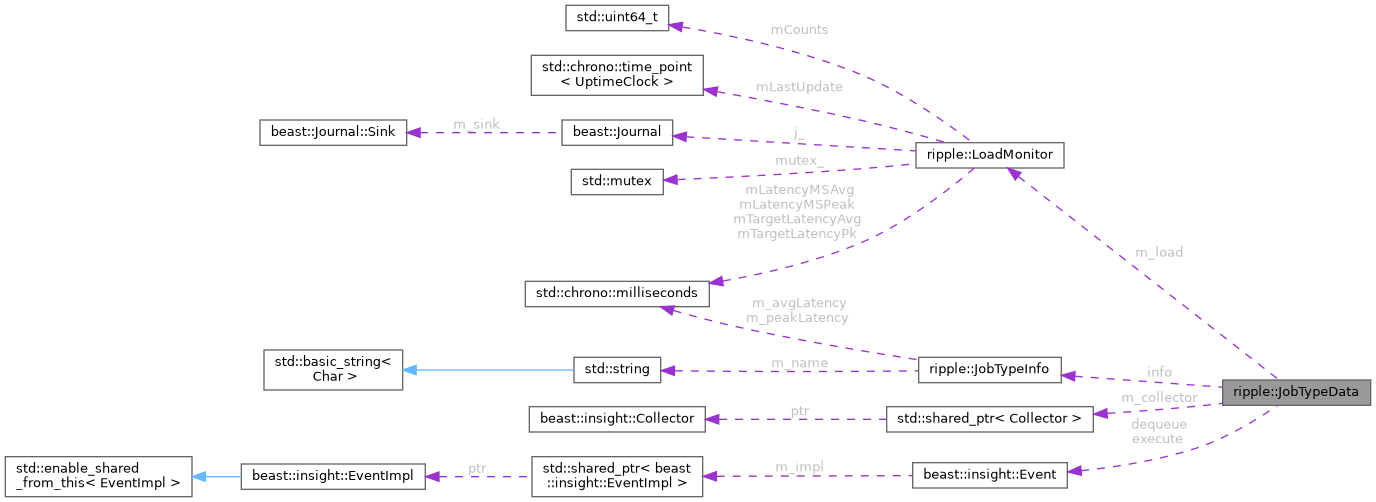 std::uint64_t
mCounts
std::chrono::time_point
< UptimeClock >
mLastUpdate
beast::Journal::Sink
m_sink
beast::Journal
j_
ripple::LoadMonitor
std::mutex
mutex_
mLatencyMSAvg
mLatencyMSPeak
mTargetLatencyAvg
mTargetLatencyPk
m_load
std::chrono::milliseconds
m_avgLatency
m_peakLatency
std::basic_string<
Char >
std::string
m_name
ripple::JobTypeInfo
info
ripple::JobTypeData
beast::insight::Collector
ptr
std::shared_ptr< Collector >
m_collector
dequeue
execute
std::enable_shared
_from_this< EventImpl >
beast::insight::EventImpl
ptr
std::shared_ptr< beast
::insight::EventImpl >
m_impl
beast::insight::Event